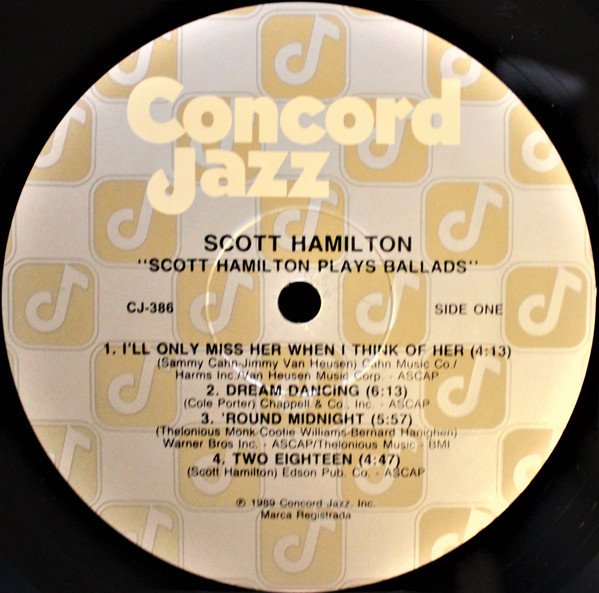 Concord
Jazz
SCOTT HAMILTON
"SCOTT HAMILTON PLAYS BALLADS"
CJ-386
SIDE ONE
1. I'LL ONLY MISS HER WHEN I THINK OF HER (4:13)
(Sammy Cahn-Jimmy Van Heusen) Cahn Music Co/
Harms Inc/Van Heusen Music Corp. - ASCAP
2. DREAM DANCING (6:13)
(Cole Porter) Chappell & Co., Inc. - ASCAP
3. 'ROUND MIDNIGHT (5:57)
(Thelonious Monk-Cootie Williams-Bernard Hanighen)
Warner Bros Inc. - ASCAP/Thelonious Music - BMI
4. TWO EIGHTEEN (4:47)
(Scott Hamilton) Edson Pub. Co. - ASCAP
℗ 1989 Concord Jazz, Inc.
Marca Registrada